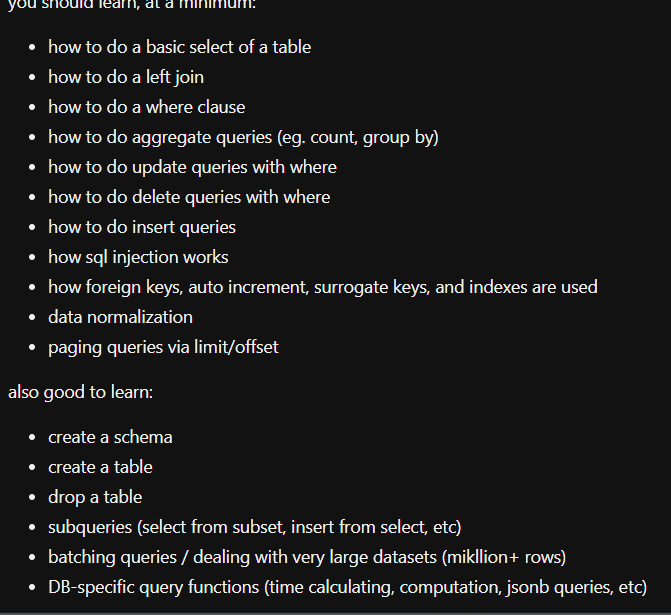 you should learn, at a minimum:
• how to do a basic select of a table
• how to do a left join
• how to do a where clause
• how to do aggregate queries (eg. count, group by)
• how to do update queries with where
• how to do delete queries with where
• how to do insert queries
• how sql injection works
• how foreign keys, auto increment, surrogate keys, and indexes are used
• data normalization
• paging queries via limit/offset
also good to learn:
• create a schema
• create a table
• drop a table
• subqueries (select from subset, insert from select, etc)
• batching queries / dealing with very large datasets (mikllion+ rows)
• DB-specific query functions (time calculating, computation, jsonb queries, etc)